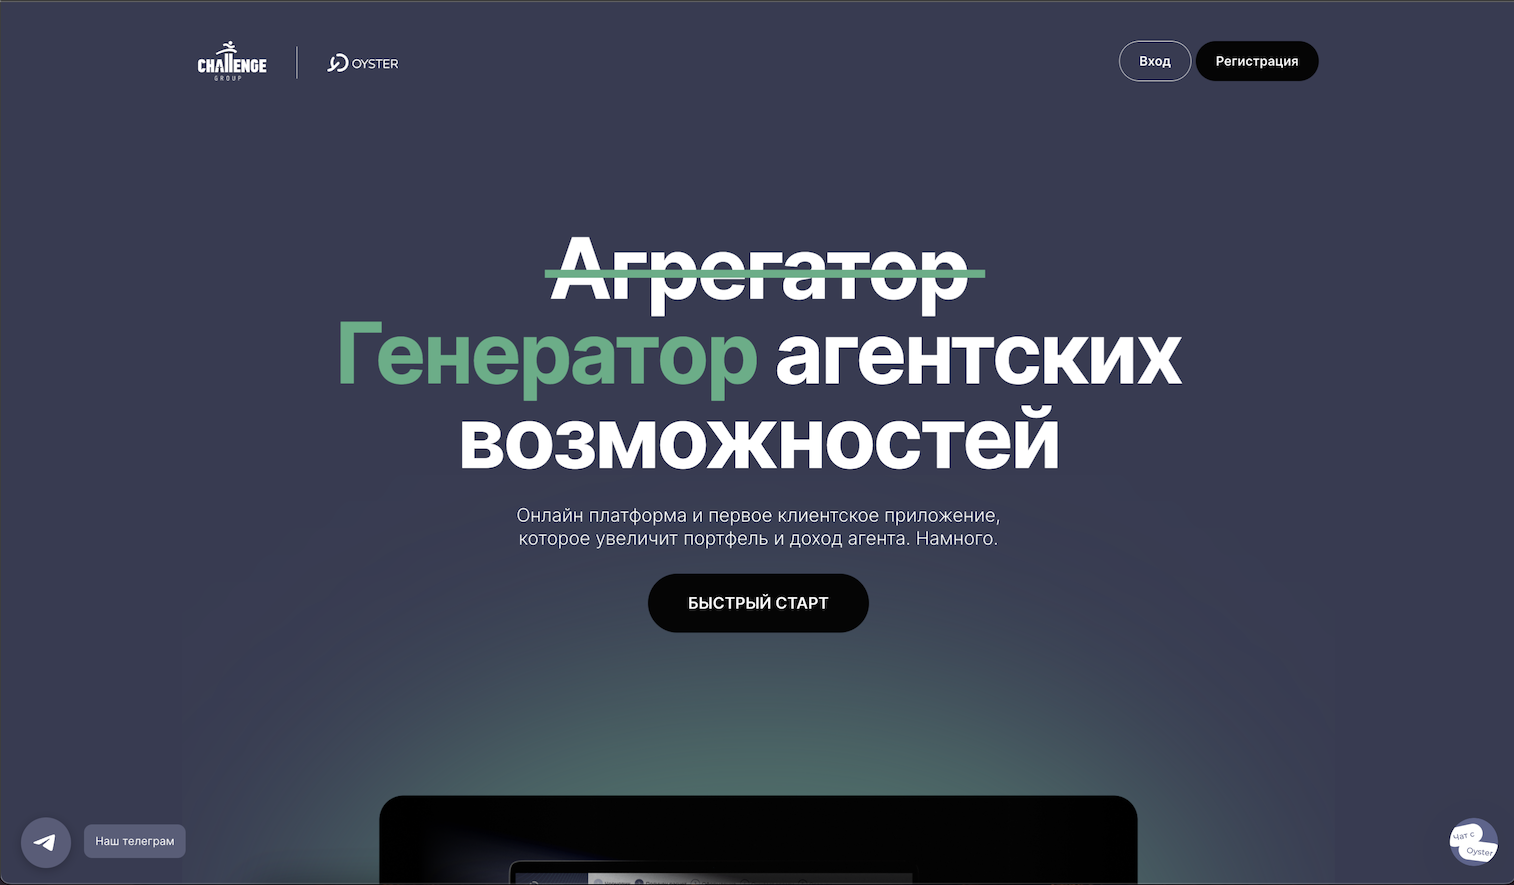 CHALLENGE
GROUP
OYSTER
Вход
Регистрация
Агрегатор
Генератор агентских
возможностей
Онлайн платформа и первое клиентское приложение,
которое увеличит портфель и доход агента. Намного.
БЫСТРЫЙ СТАРТ
Наш телеграм
Чат с
Oyster